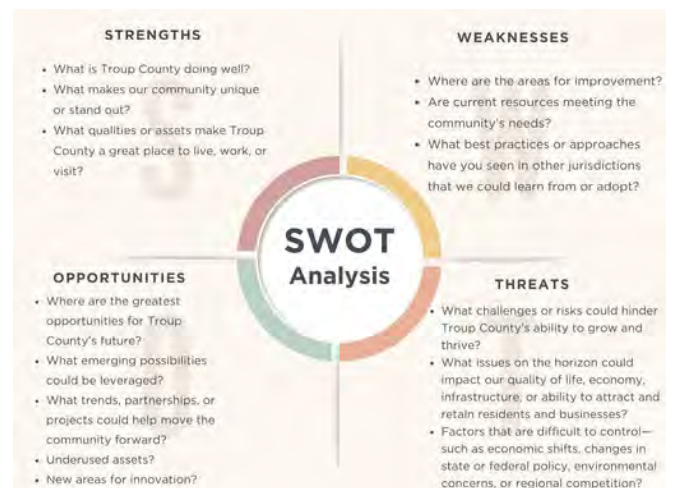 STRENGTHS
• What is Troup County doing well?
• What makes our community unique
or stand out?
• What qualities or assets make Troup
County a great place to live, work, or
visit?
WEAKNESSES
• Where are the areas for improvement?
• Are current resources meeting the
community's needs?
• What best practices or approaches
have you seen in other jurisdictions
that we could learn from or adopt?
SWOT
Analysis
OPPORTUNITIES
• Where are the greatest
opportunities for Troup
County's future?
• What emerging possibilities
could be leveraged?
• What trends, partnerships, or
projects could help move the
community forward?
• Underused assets?
• New areas for innovation?
THREATS
• What challenges or risks could hinder
Troup County's ability to grow and
thrive?
• What issues on the horizon could
impact our quality of life, economy,
infrastructure, or ability to attract and
retain residents and businesses?
• Factors that are difficult to control—
such as economic shifts, changes in
state or federal policy, environmental
concerns, or regional competition?